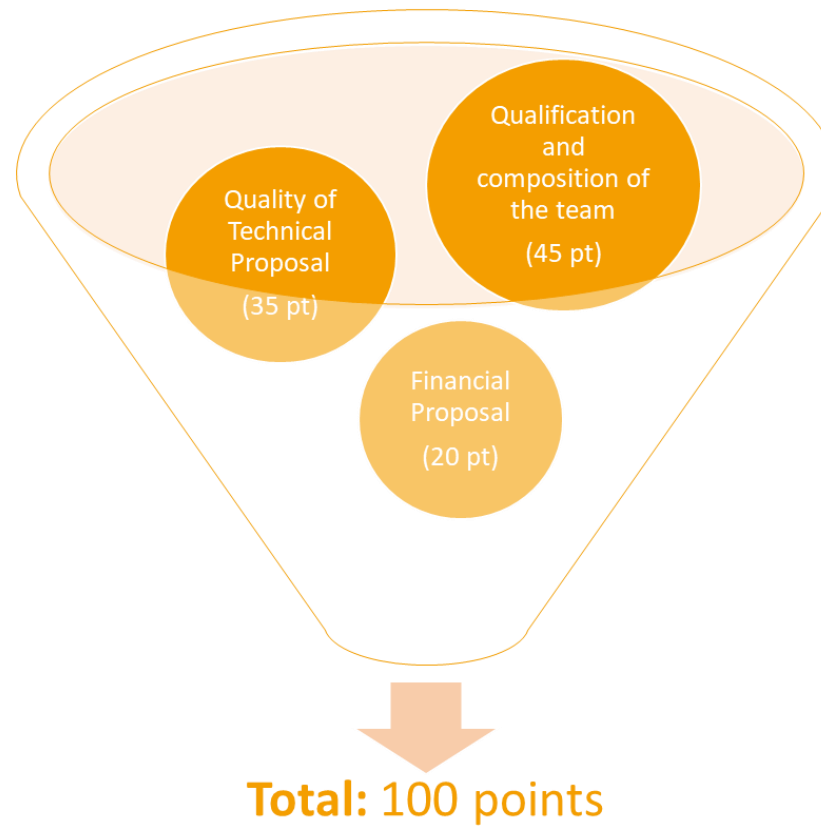 Qualification
and
composition of
the team
(45 pt)
Quality of
Technical
Proposal
(35 pt)
Financial
Proposal
(20 pt)
Total: 100 points